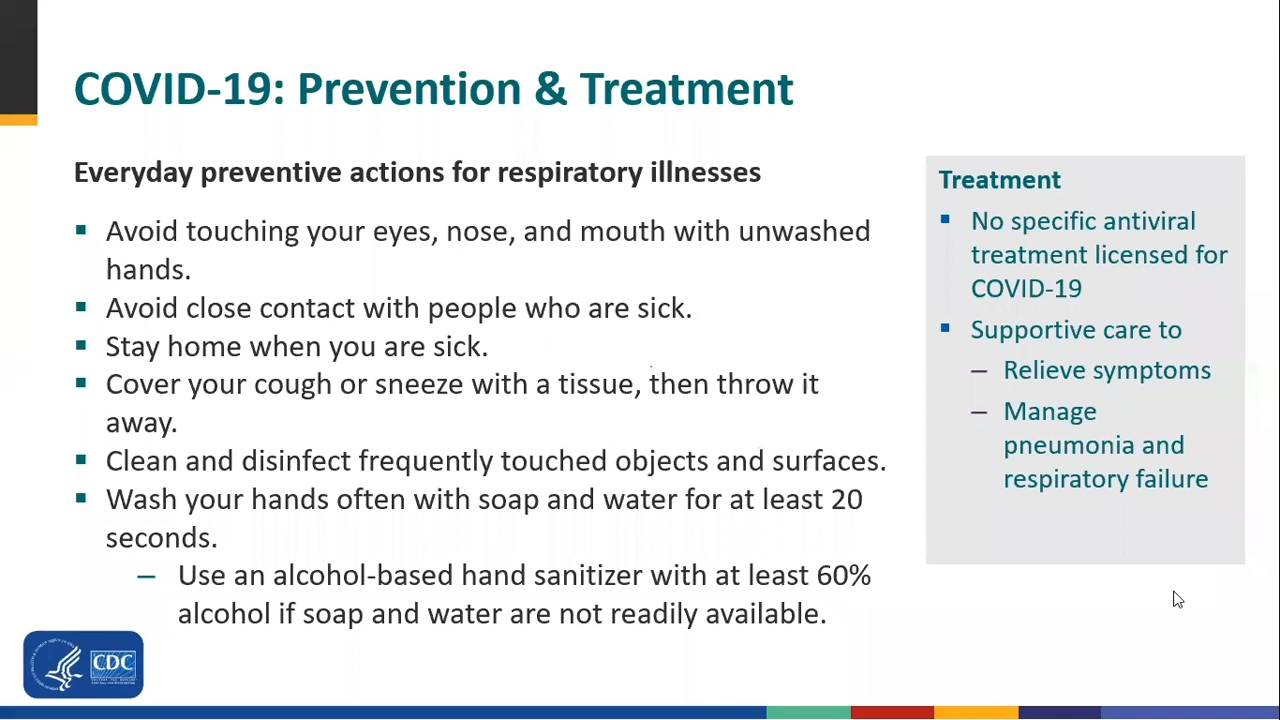 COVID-19: Prevention & Treatment
Everyday preventive actions for respiratory illnesses
▪ Avoid touching your eyes, nose, and mouth with unwashed
hands.
▪ Avoid close contact with people who are sick.
▪ Stay home when you are sick.
▪ Cover your cough or sneeze with a tissue, then throw it
away.
▪ Clean and disinfect frequently touched objects and surfaces.
▪ Wash your hands often with soap and water for at least 20
seconds.
– Use an alcohol-based hand sanitizer with at least 60%
alcohol if soap and water are not readily available.
Treatment
▪ No specific antiviral
treatment licensed for
COVID-19
▪ Supportive care to
– Relieve symptoms
– Manage
pneumonia and
respiratory failure
CDC